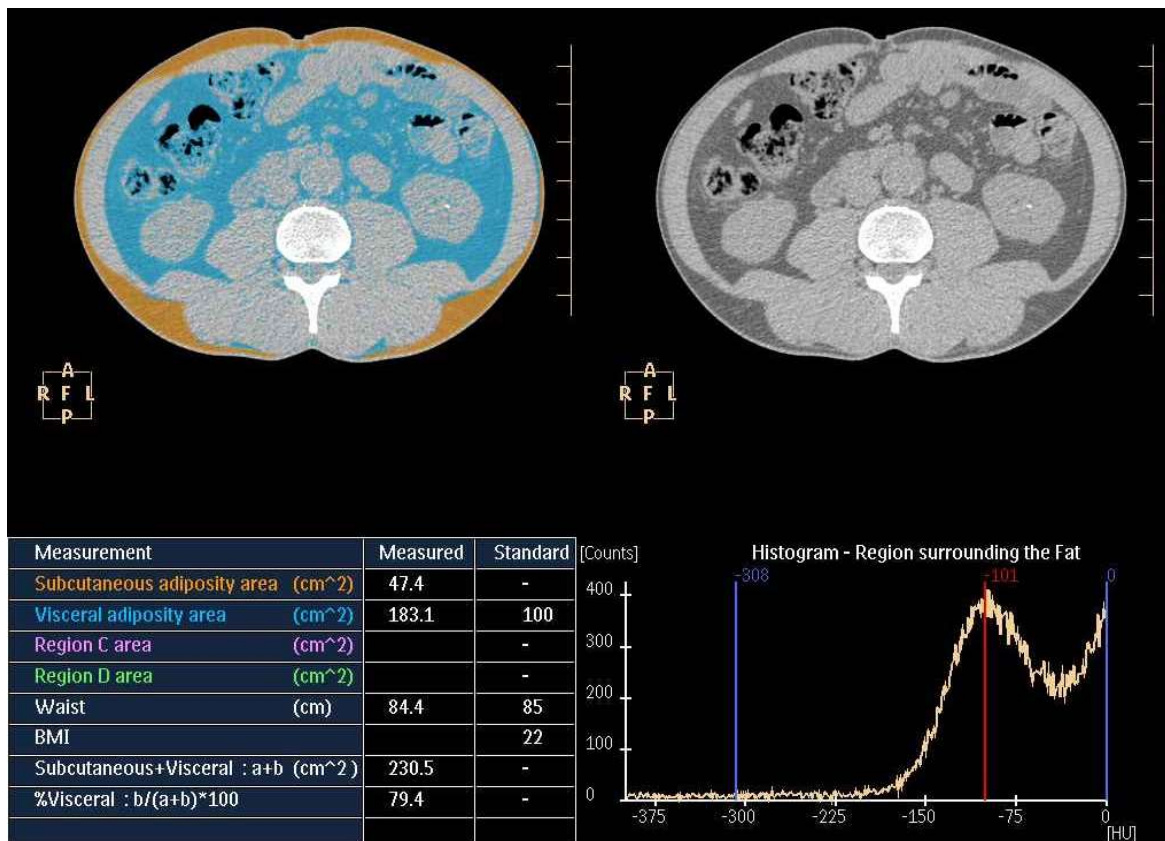 A
R F L
P
A
R F L
P
Measurement Measured Standard
Subcutaneous adiposity area (cm^2) 47.4 -
Visceral adiposity area (cm^2) 183.1 100
Region C area (cm^2) -
Region D area (cm^2) -
Waist (cm) 84.4 85
BMI 22
Subcutaneous+Visceral : a+b (cm^2 ) 230.5 -
%Visceral : b/(a+b)*100 79.4 -
[Counts] Histogram - Region surrounding the Fat
-308 -101 0
400
300
200
100
0
-375 -300 -225 -150 -75 0
[HU]